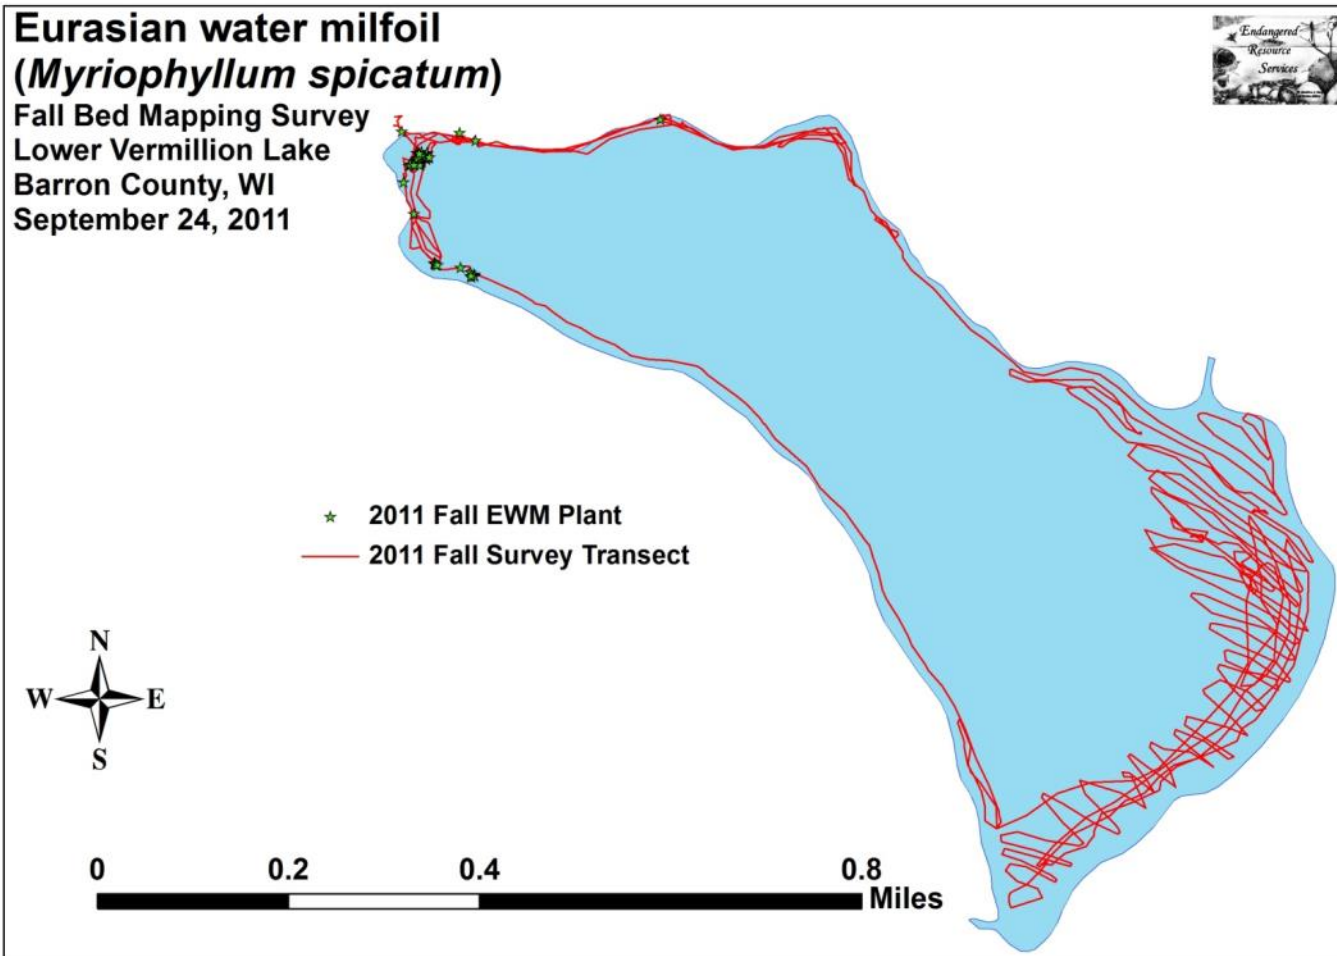 Eurasian water milfoil
(Myriophyllum spicatum)
Fall Bed Mapping Survey
Lower Vermillion Lake
Barron County, WI
September 24, 2011
Endangered
Resource
Services
2011 Fall EWM Plant
2011 Fall Survey Transect
N
W E
S
0 0.2 0.4 0.8
Miles